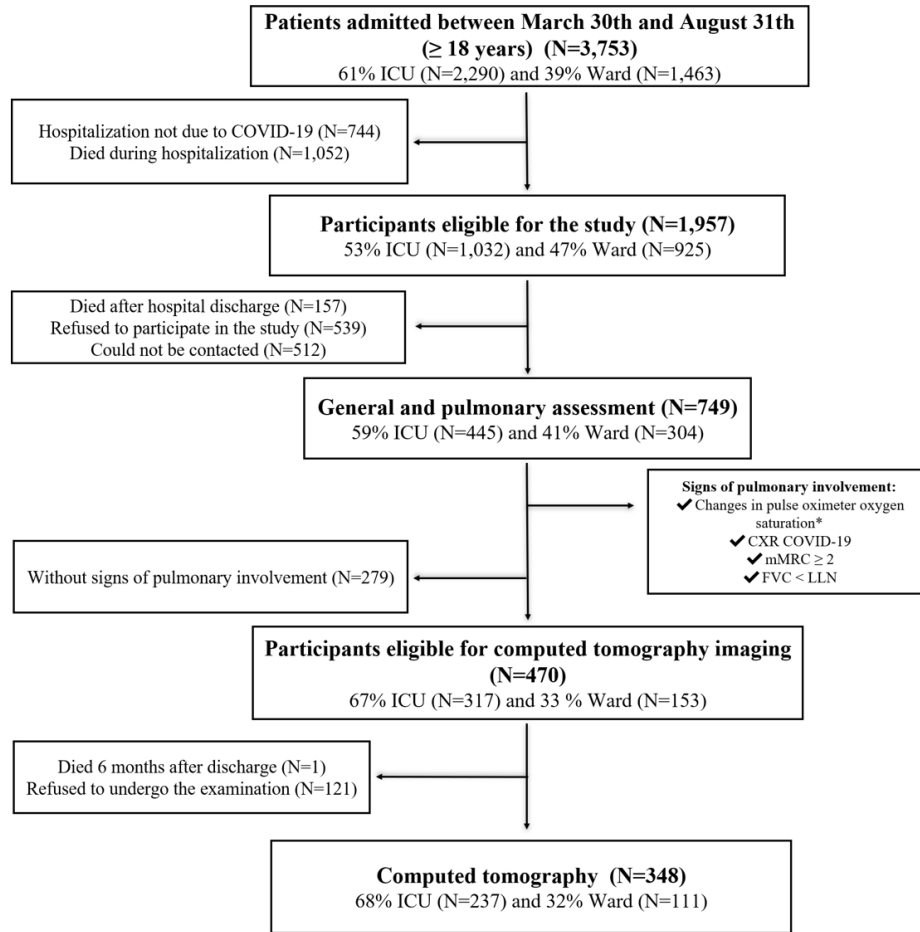 Patients admitted between March 30th and August 31th
(≥ 18 years) (N=3,753)
61% ICU (N=2,290) and 39% Ward (N=1,463)
Hospitalization not due to COVID-19 (N=744)
Died during hospitalization (N=1,052)
Participants eligible for the study (N=1,957)
53% ICU (N=1,032) and 47% Ward (N=925)
Died after hospital discharge (N=157)
Refused to participate in the study (N=539)
Could not be contacted (N=512)
General and pulmonary assessment (N=749)
59% ICU (N=445) and 41% Ward (N=304)
Signs of pulmonary involvement:
✔ Changes in pulse oximeter oxygen
saturation*
✔ CXR COVID-19
✔ mMRC ≥ 2
✔ FVC < LLN
Without signs of pulmonary involvement (N=279)
Participants eligible for computed tomography imaging
(N=470)
67% ICU (N=317) and 33 % Ward (N=153)
Died 6 months after discharge (N=1)
Refused to undergo the examination (N=121)
Computed tomography (N=348)
68% ICU (N=237) and 32% Ward (N=111)